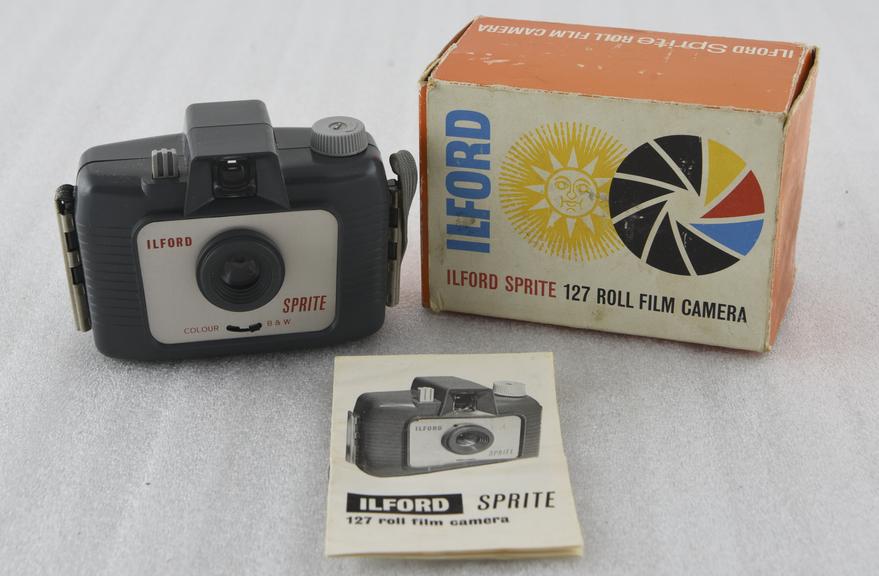 ILFORD
SPRITE
COLOUR B & W
ILFORD Sprite ROLL FILM CAMERA
ILFORD
ILFORD SPRITE 127 ROLL FILM CAMERA
ILFORD
SPRITE
ILFORD SPRITE
127 roll film camera